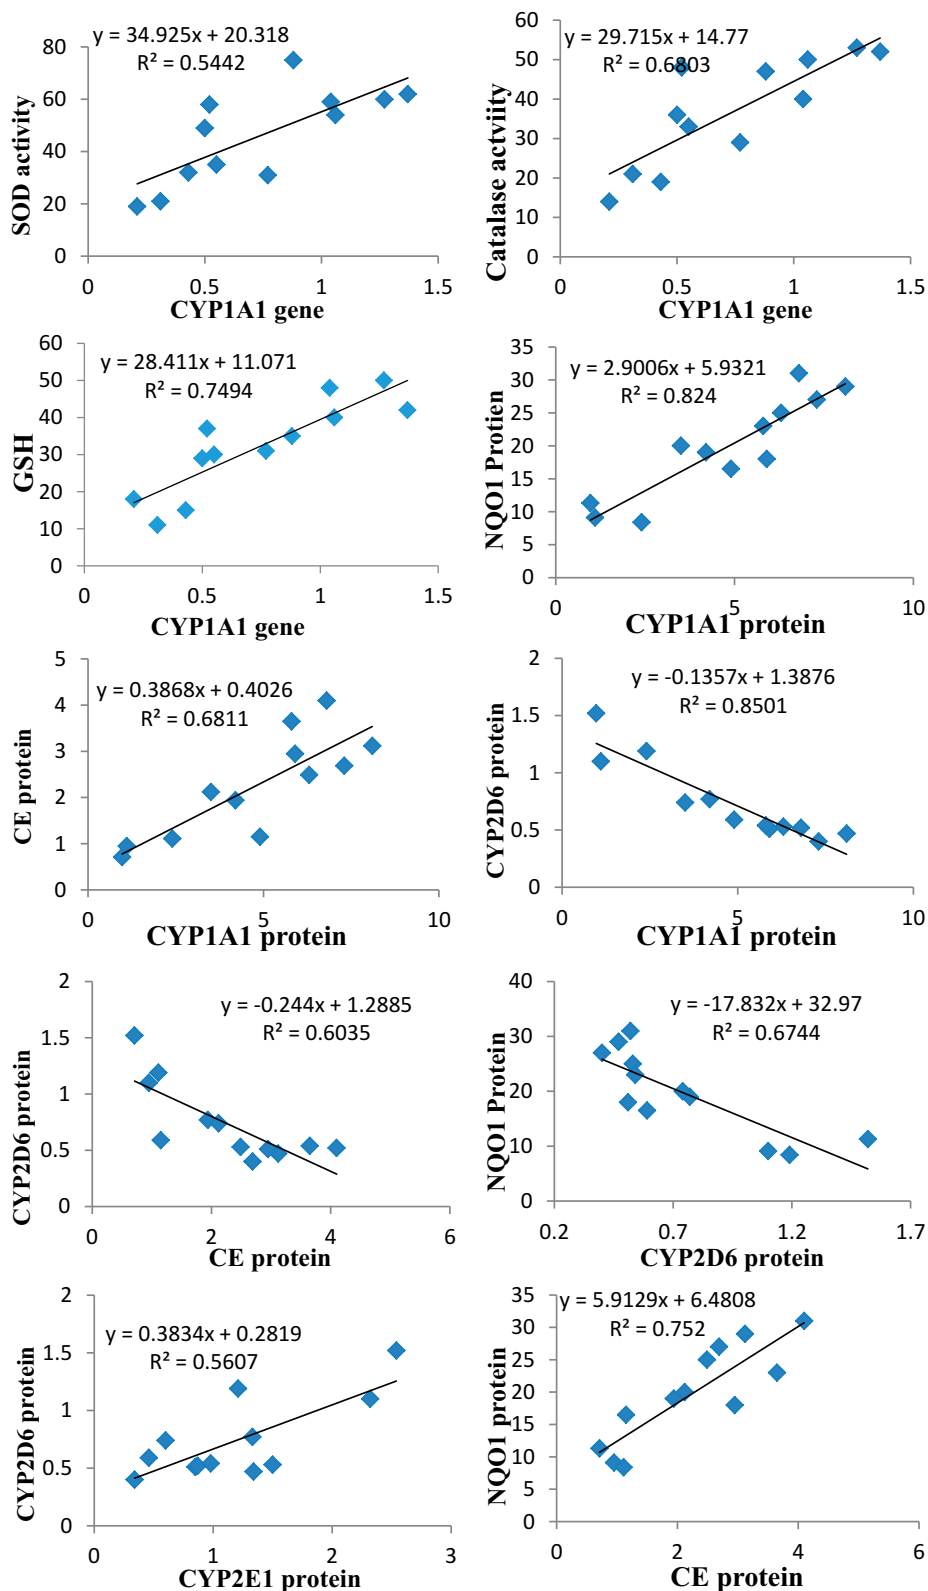 y = 34.925x + 20.318
R² = 0.5442
80
60
40
20
0
0 0.5 1 1.5
SOD activity
CYP1A1 gene
y = 29.715x + 14.77
R² = 0.6803
60
50
40
30
20
10
0
0 0.5 1 1.5
Catalase actviity
CYP1A1 gene
y = 28.411x + 11.071
R² = 0.7494
60
50
40
30
20
10
0
0 0.5 1 1.5
GSH
CYP1A1 gene
y = 2.9006x + 5.9321
R² = 0.824
35
30
25
20
15
10
5
0
0 5 10
NQO1 Protien
CYP1A1 protein
y = 0.3868x + 0.4026
R² = 0.6811
5
4
3
2
1
0
0 5 10
CE protein
CYP1A1 protein
y = -0.1357x + 1.3876
R² = 0.8501
2
1.5
1
0.5
0
0 5 10
CYP2D6 protein
CYP1A1 protein
y = -0.244x + 1.2885
R² = 0.6035
2
1.5
1
0.5
0
0 2 4 6
CYP2D6 protein
CE protein
y = -17.832x + 32.97
R² = 0.6744
40
30
20
10
0
0.2 0.7 1.2 1.7
NQO1 Protein
CYP2D6 protein
y = 0.3834x + 0.2819
R² = 0.5607
2
1.5
1
0.5
0
0 1 2 3
CYP2D6 protein
CYP2E1 protein
y = 5.9129x + 6.4808
R² = 0.752
35
30
25
20
15
10
5
0
0 2 4 6
NQO1 protein
CE protein